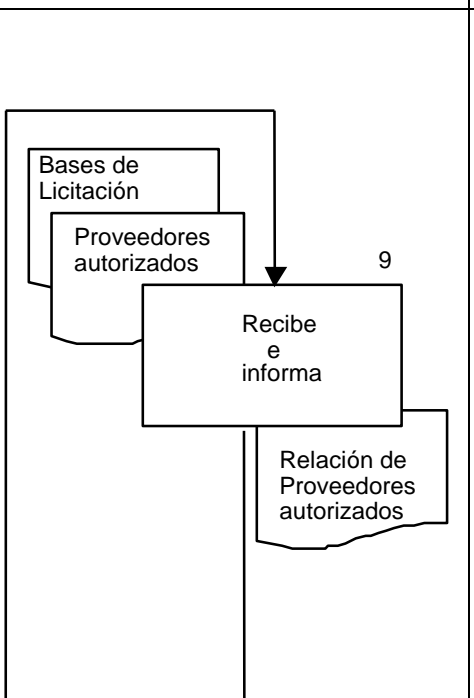 Bases de
Licitación
Proveedores
autorizados
9
Recibe
e
informa
Relación de
Proveedores
autorizados